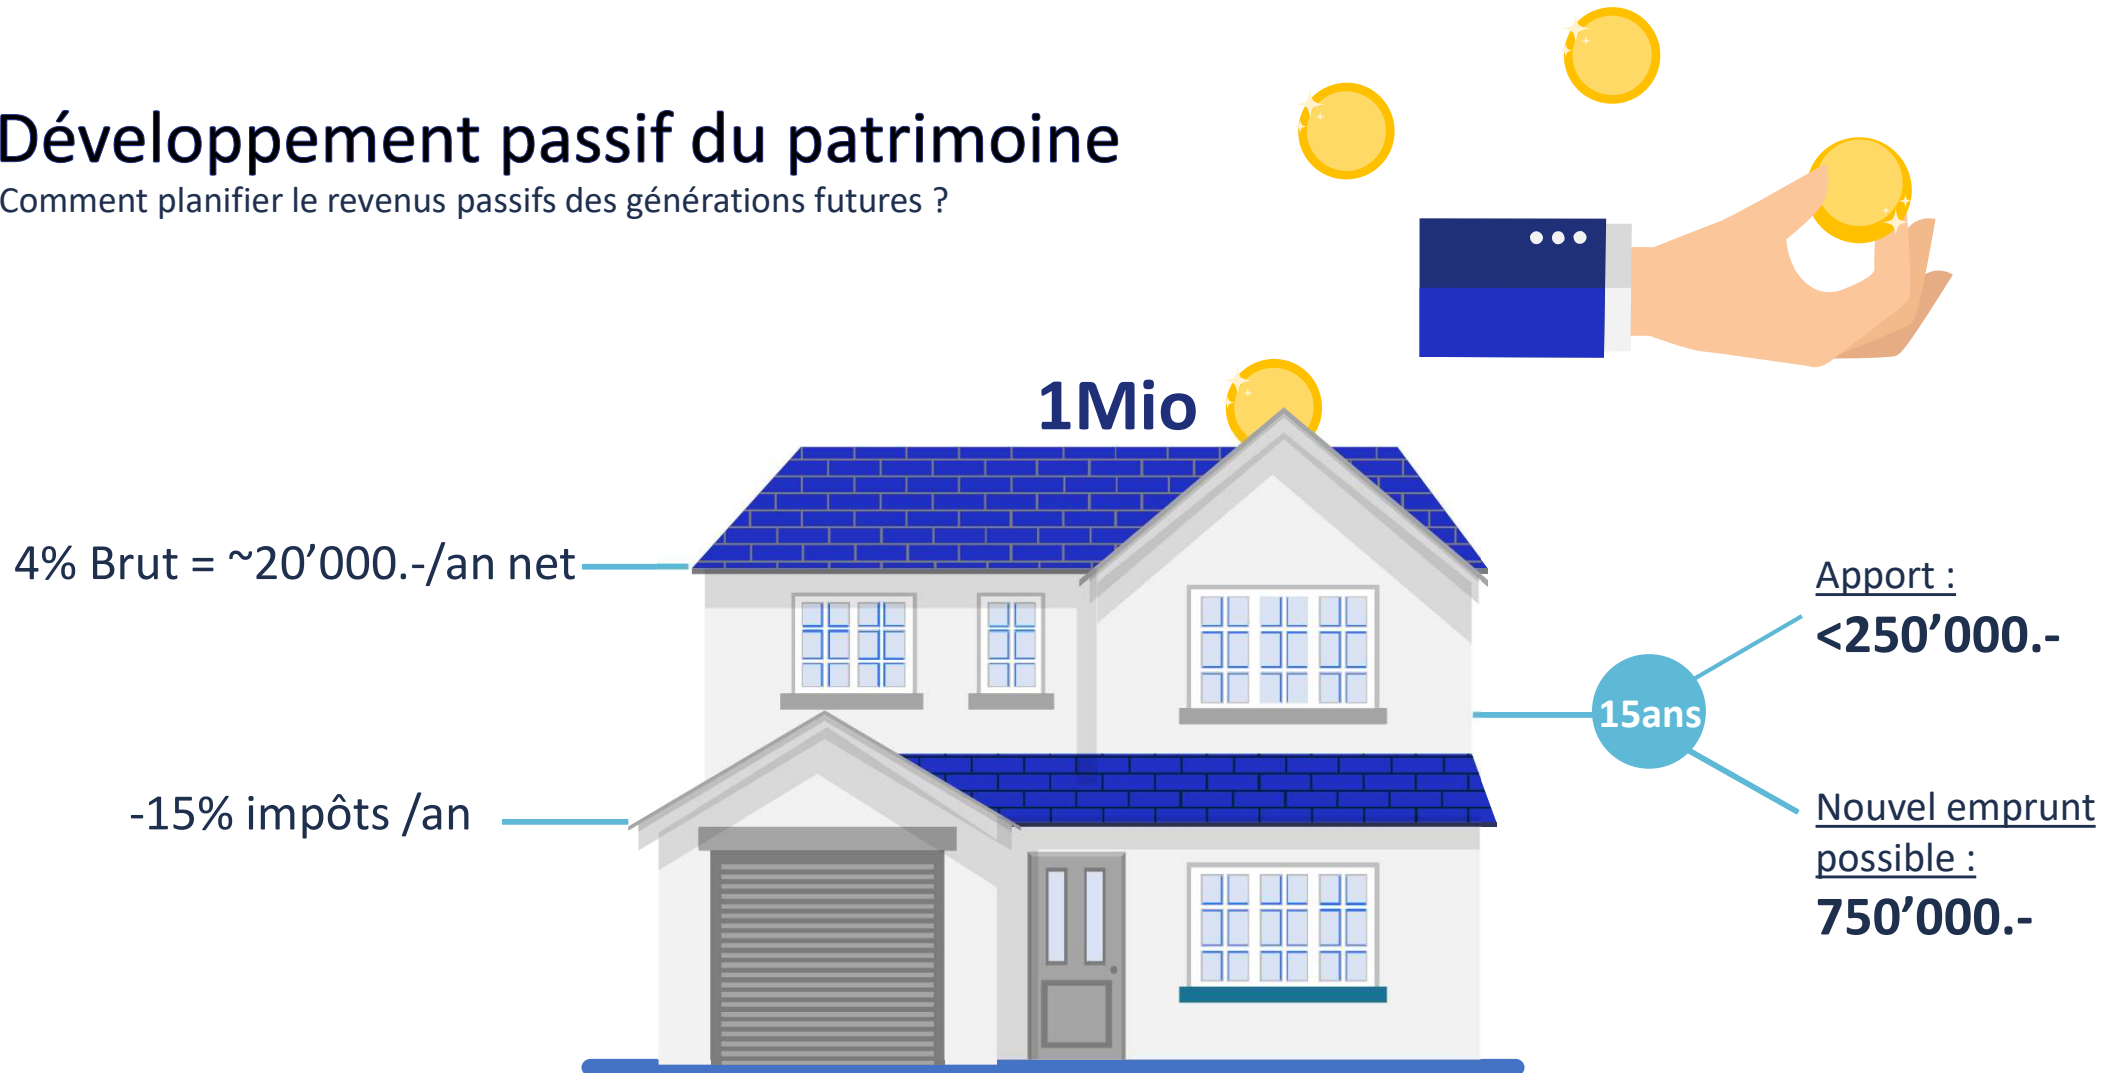 Développement passif du patrimoine
Comment planifier le revenus passifs des générations futures ?
1Mio
4% Brut = ~20’000.-/an net
-15% impôts /an
15ans
Apport :
<250’000.-
Nouvel emprunt
possible :
750’000.-